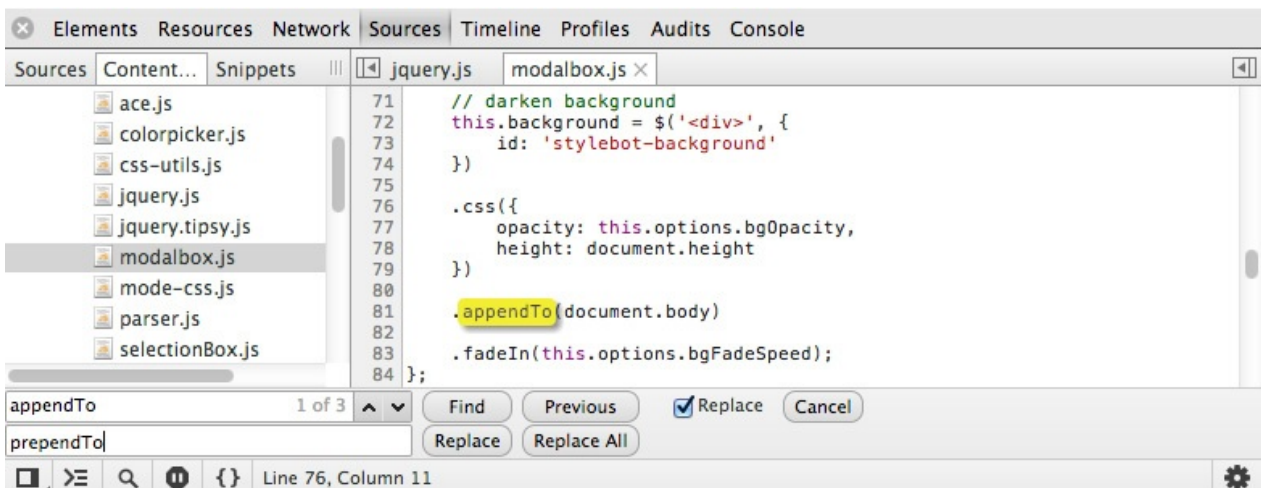 Elements Resources Network Sources Timeline Profiles Audits Console
Sources Content... Snippets
ace.js
colorpicker.js
css-utils.js
jquery.js
jquery.tipsy.js
modalbox.js
mode-css.js
parser.js
selectionBox.js
jquery.js modalbox.js ×
71 // darken background
72 this.background = $('<div>', {
73 id: 'stylebot-background'
74 })
75
76 .css({
77 opacity: this.options.bgOpacity,
78 height: document.height
79 })
80
81 .appendTo(document.body)
82
83 .fadeIn(this.options.bgFadeSpeed);
84 };
appendTo 1 of 3 Find Previous Replace Cancel
prependTo Replace Replace All
{} Line 76, Column 11